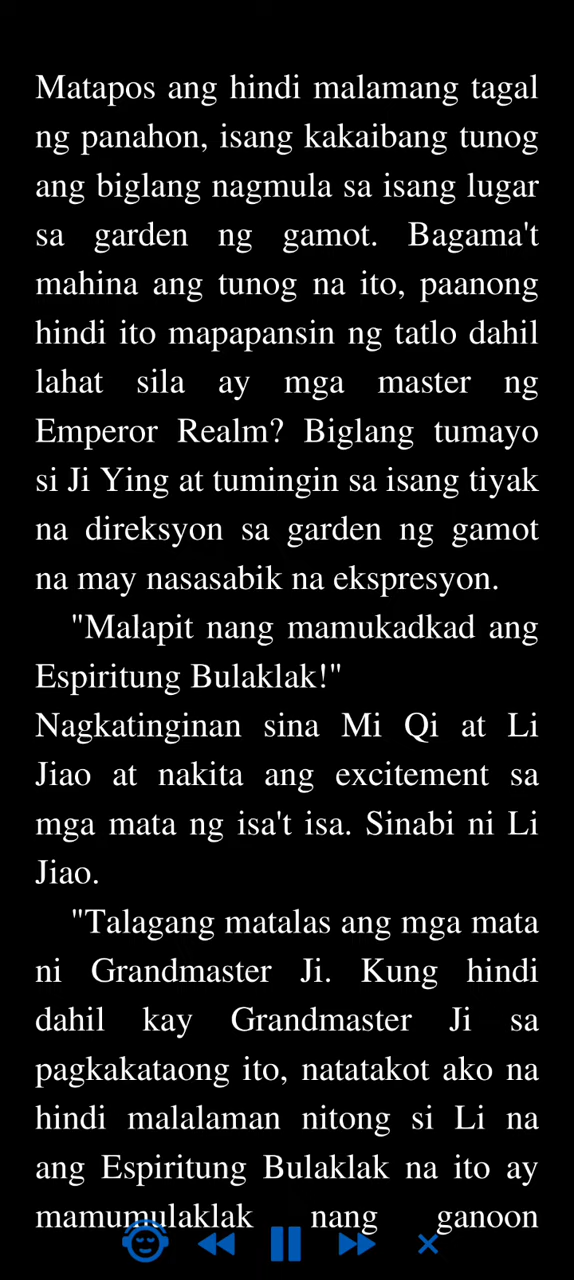 Matapos ang hindi malamang tagal
ng panahon, isang kakaibang tunog
ang biglang nagmula sa isang lugar
sa garden ng gamot. Bagama't
mahina ang tunog na ito, paanong
hindi ito mapapansin ng tatlo dahil
lahat sila ay mga master ng
Emperor Realm? Biglang tumayo
si Ji Ying at tumingin sa isang tiyak
na direksyon sa garden ng gamot
na may nasasabik na ekspresyon.
"Malapit nang mamukadkad ang
Espiritung Bulaklak!"
Nagkatinginan sina Mi Qi at Li
Jiao at nakita ang excitement sa
mga mata ng isa't isa. Sinabi ni Li
Jiao.
"Talagang matalas ang mga mata
ni Grandmaster Ji. Kung hindi
dahil kay Grandmaster Ji sa
pagkakataong ito, natatakot ako na
hindi malalaman nitong si Li na
ang Espiritung Bulaklak na ito ay
mamumulaklak nang ganoon